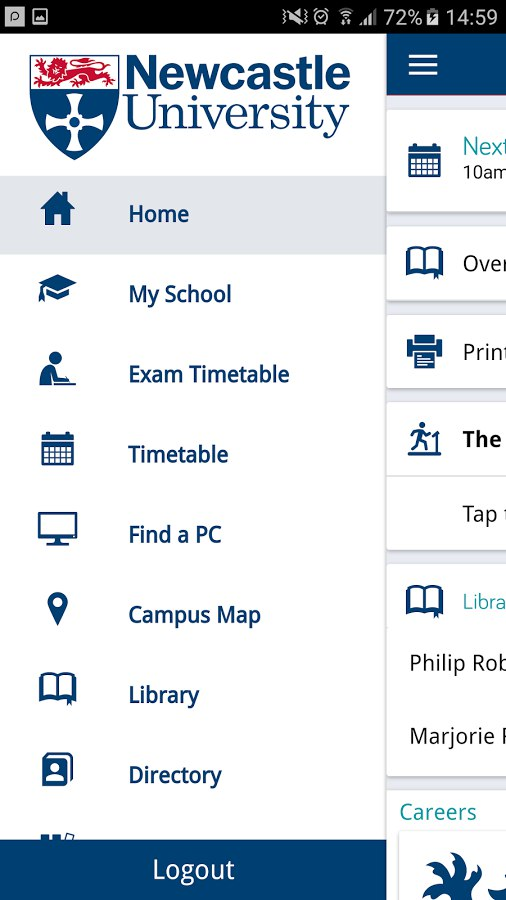 72% 14:59
Newcastle
University
Home
My School
Exam Timetable
Timetable
Find a PC
Campus Map
Library
Directory
Logout
Next
10am
Over
Print
The
Tap
Libra
Philip Rob
Marjorie
Careers